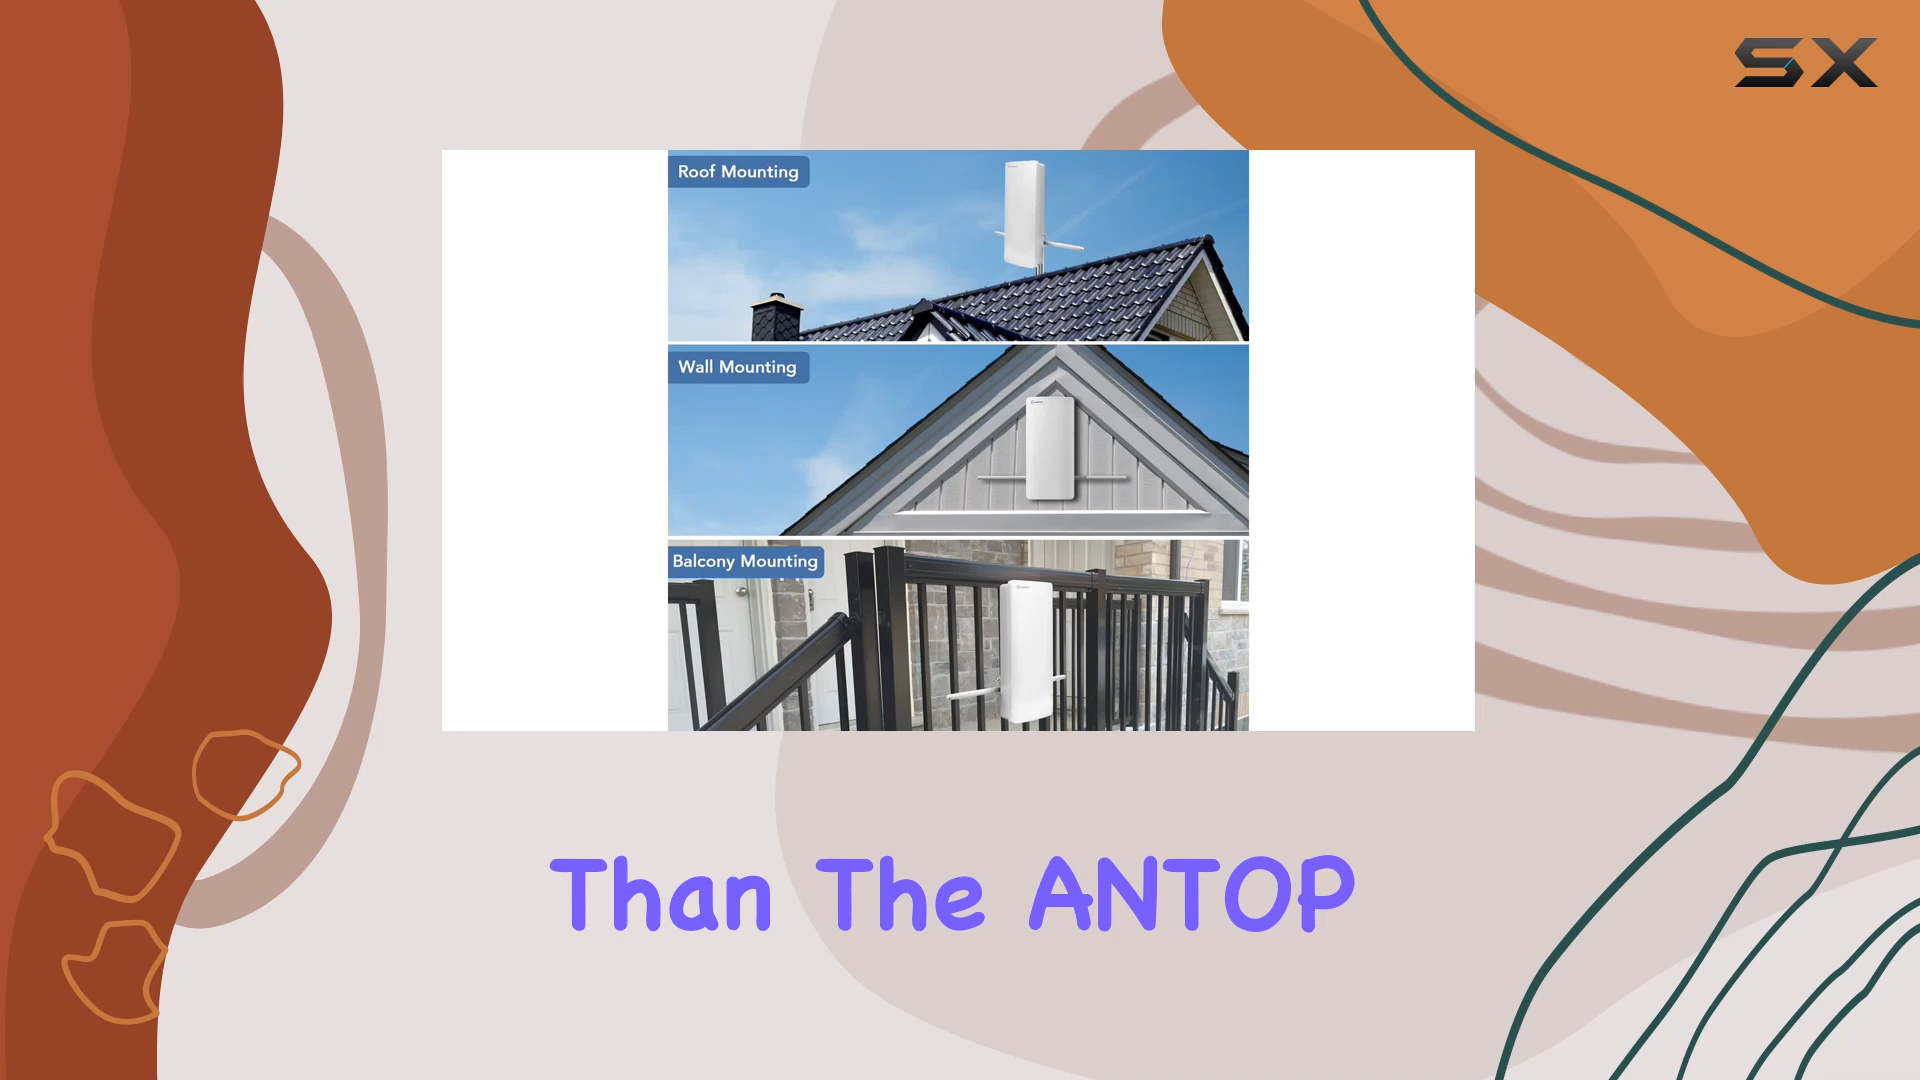 SX
Roof Mounting
Wall Mounting
Balcony Mounting
Than The ANTOP